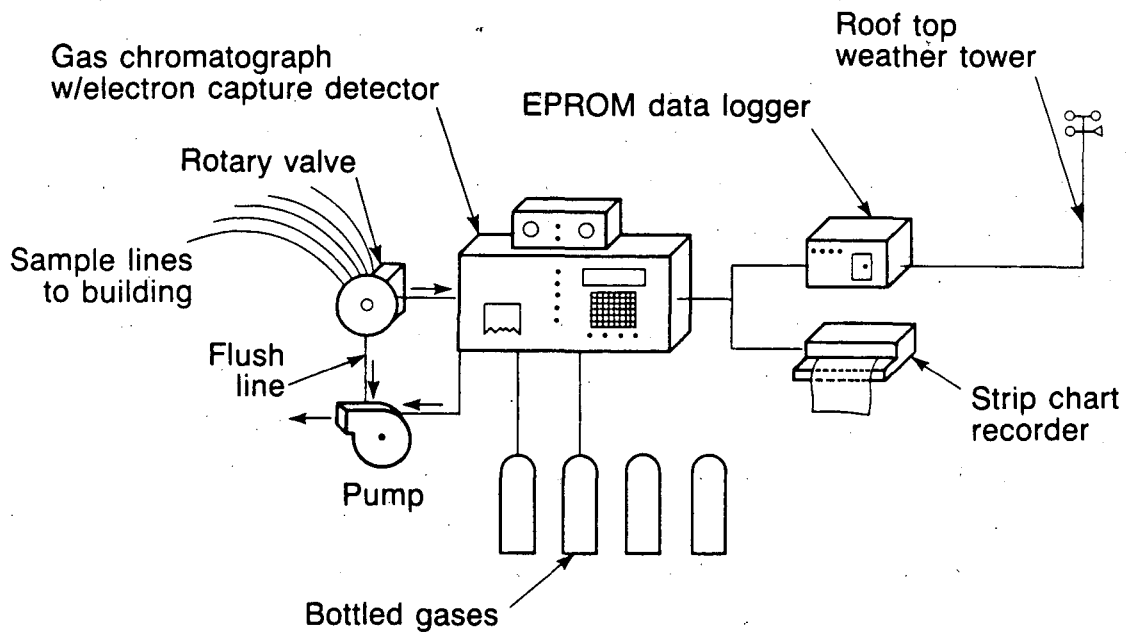 Roof top
weather tower
Gas chromatograph
w/electron capture detector
EPROM data logger
Rotary valve
Sample lines
to building
Flush
line
Strip chart
recorder
Pump
Bottled gases